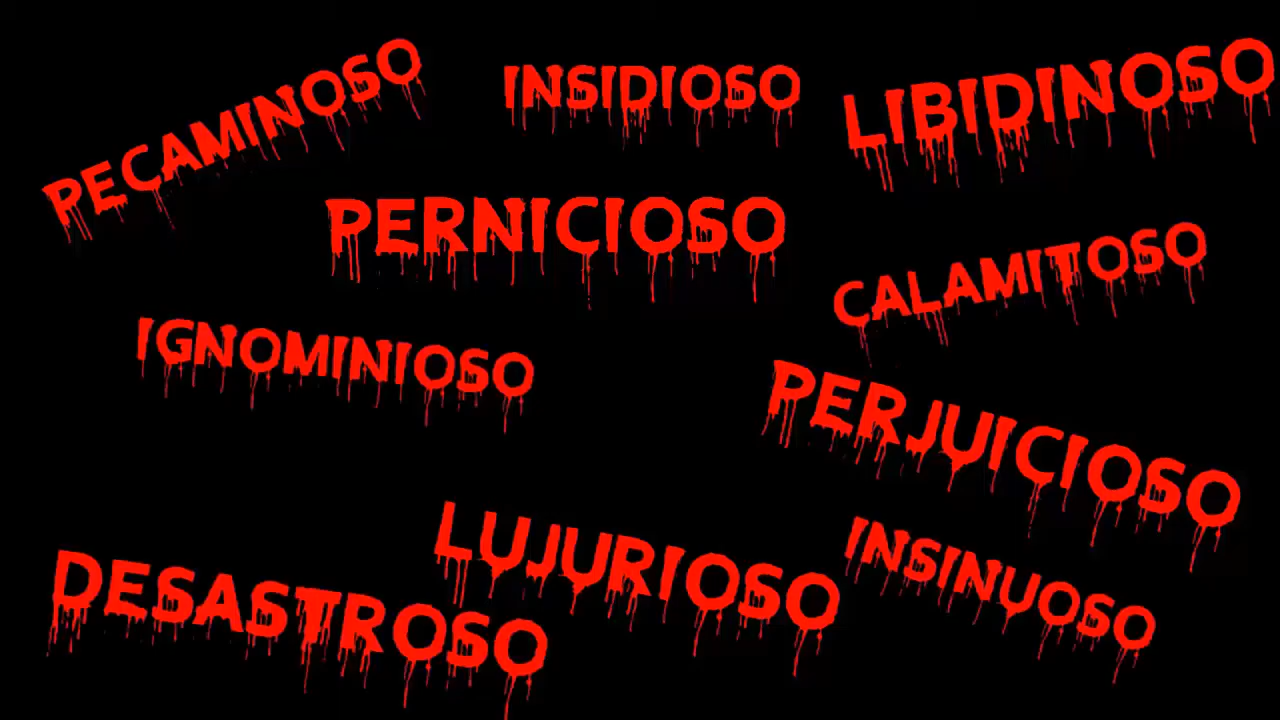 PECAMINOSO
INSIDIOSO
LIBIDINOSO
PERNICIOSO
CALAMITOSO
IGNOMINIOSO
PERJUICIOSO
LUJURIOSO
INSINUOSO
DESASTROSO